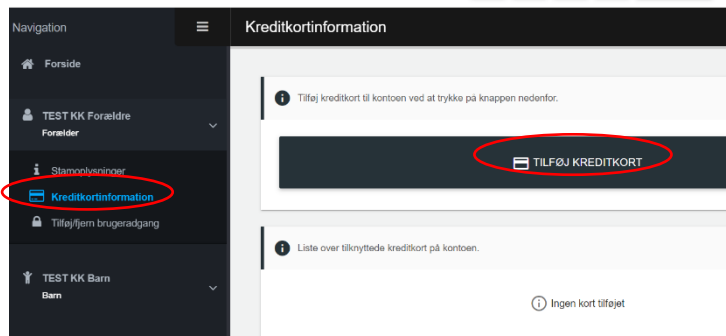 Navigation
Kreditkortinformation
Forside
Tilføj kreditkort til kontoen ved at trykke på knappen nedenfor.
TEST KK Forældre
Forælder
TILFØJ KREDITKORT
Stamoplysninger
Kreditkortinformation
Tilføj/fjern brugeradgang
Liste over tilknyttede kreditkort på kontoen.
TEST KK Barn
Barn
Ingen kort tilføjet